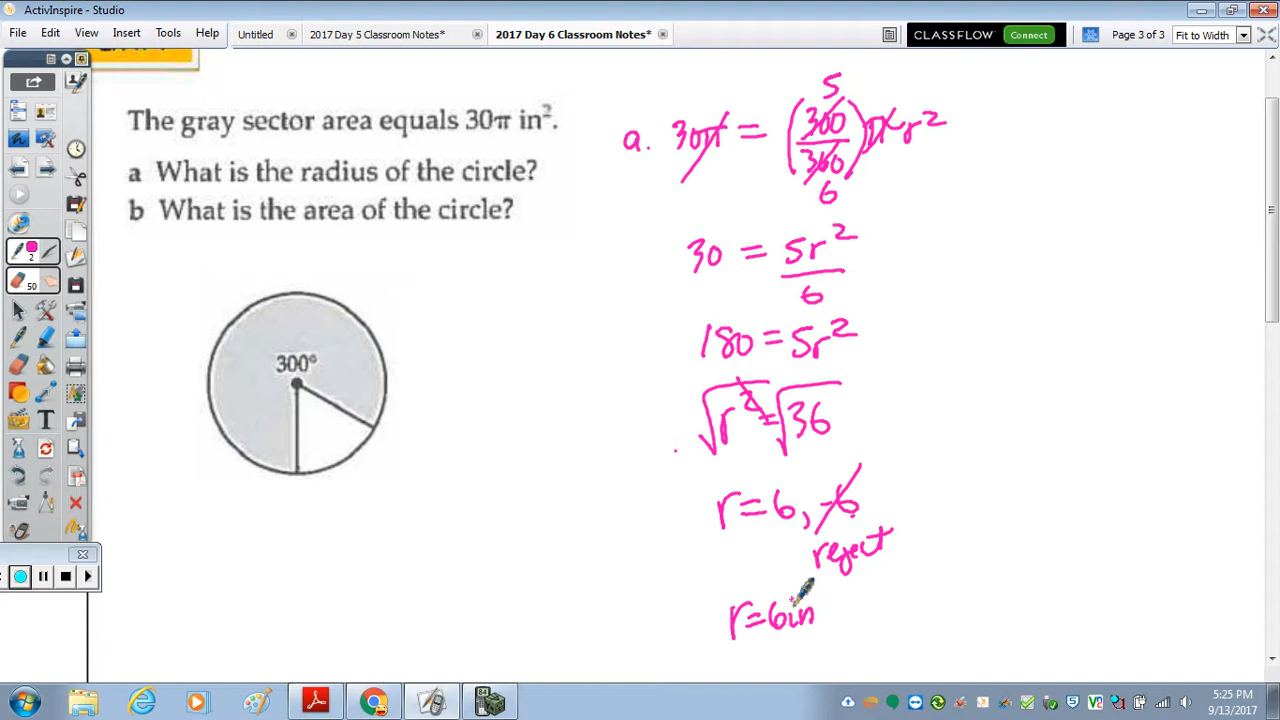 ActivInspire - Studio
File Edit View Insert Tools Help
Untitled
2017 Day 5 Classroom Notes*
2017 Day 6 Classroom Notes*
CLASSFLOW Connect
Page 3 of 3
Fit to Width
The gray sector area equals 30π in².
a What is the radius of the circle?
b What is the area of the circle?
300°
a. 30π = (300/360)πr²
5
6
30 = 5r²/6
180 = 5r²
√r² = √36
r = 6, -6
reject
r = 6in
2
50
5:25 PM
9/13/2017